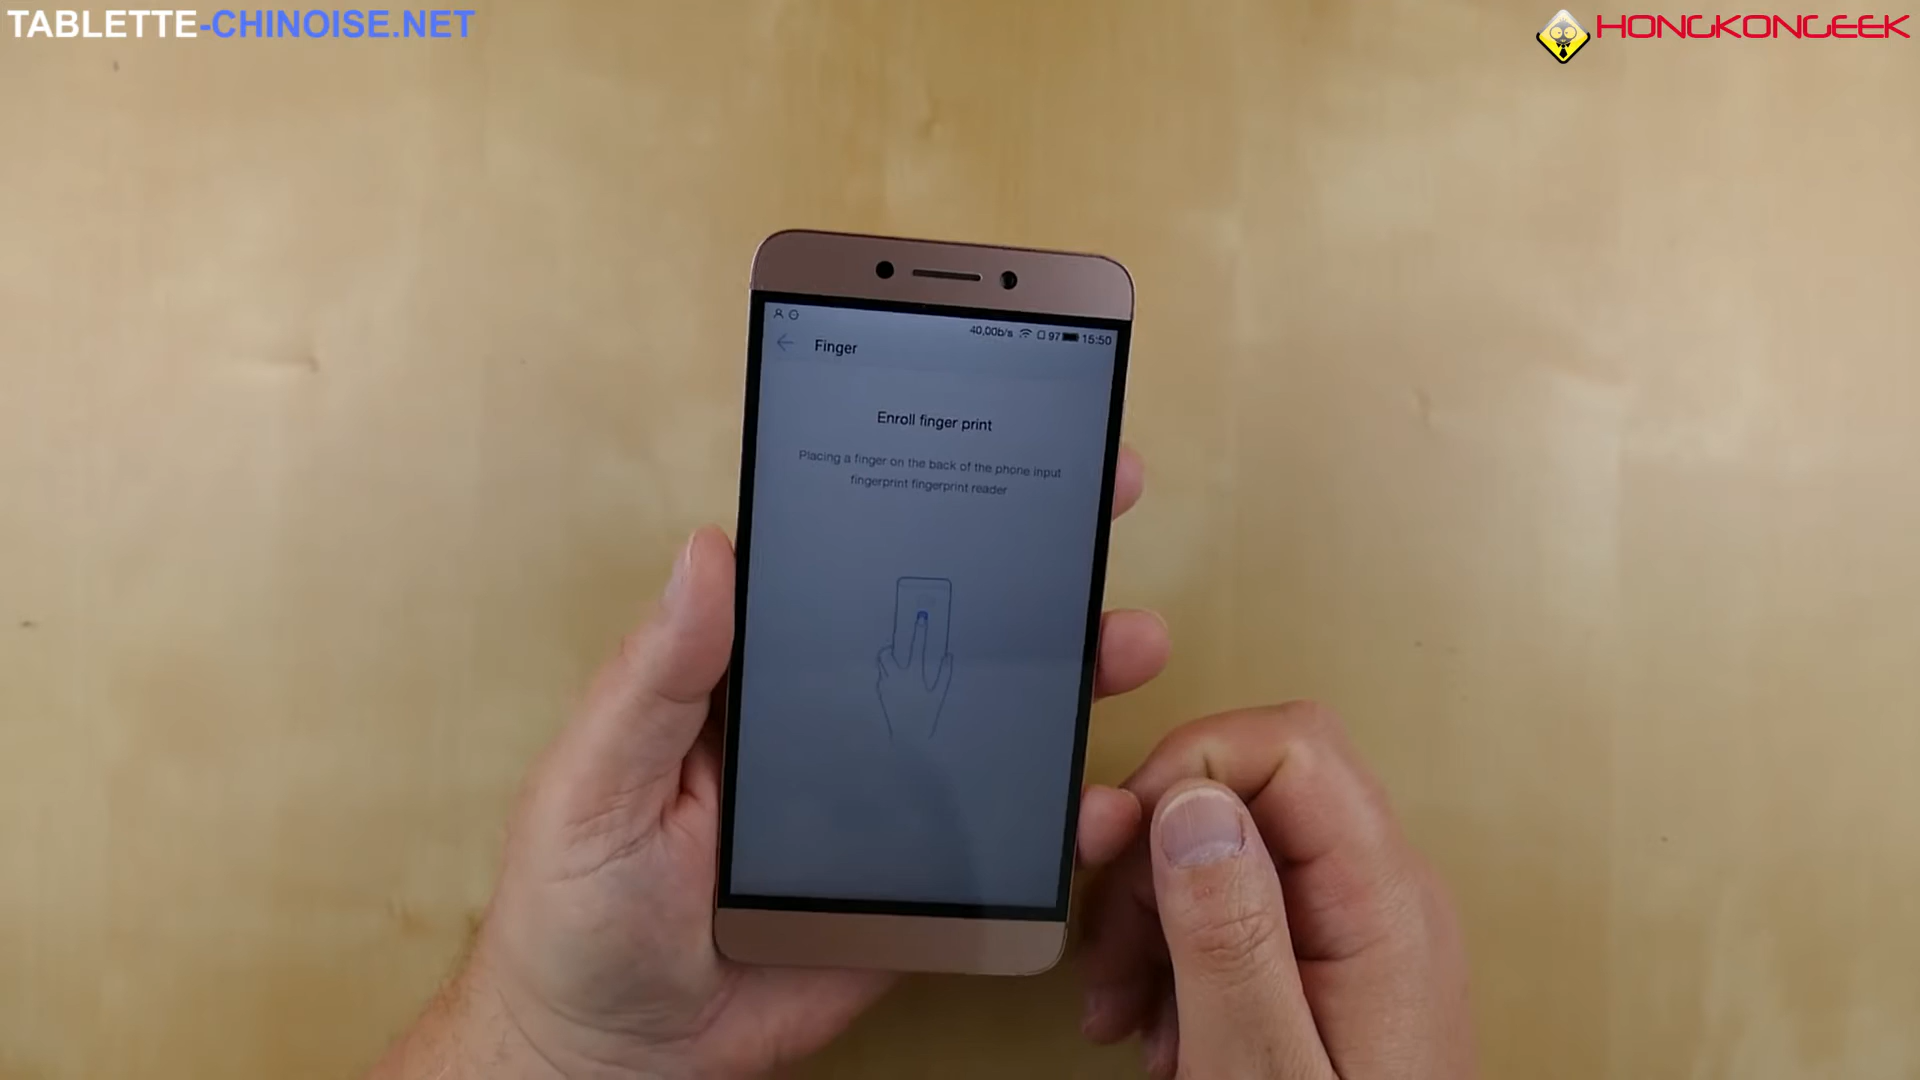 TABLETTE-CHINOISE.NET
HONGKONGEEK
40,00b/s 97 15:50
Finger
Enroll finger print
Placing a finger on the back of the phone input
fingerprint fingerprint reader